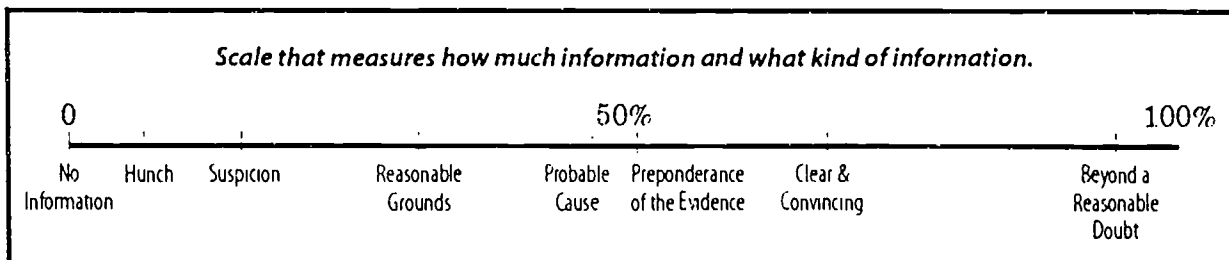 Scale that measures how much information and what kind of information.
0 50% 100%
No Information
Hunch
Suspicion
Reasonable Grounds
Probable Cause
Preponderance of the Evidence
Clear & Convincing
Beyond a Reasonable Doubt